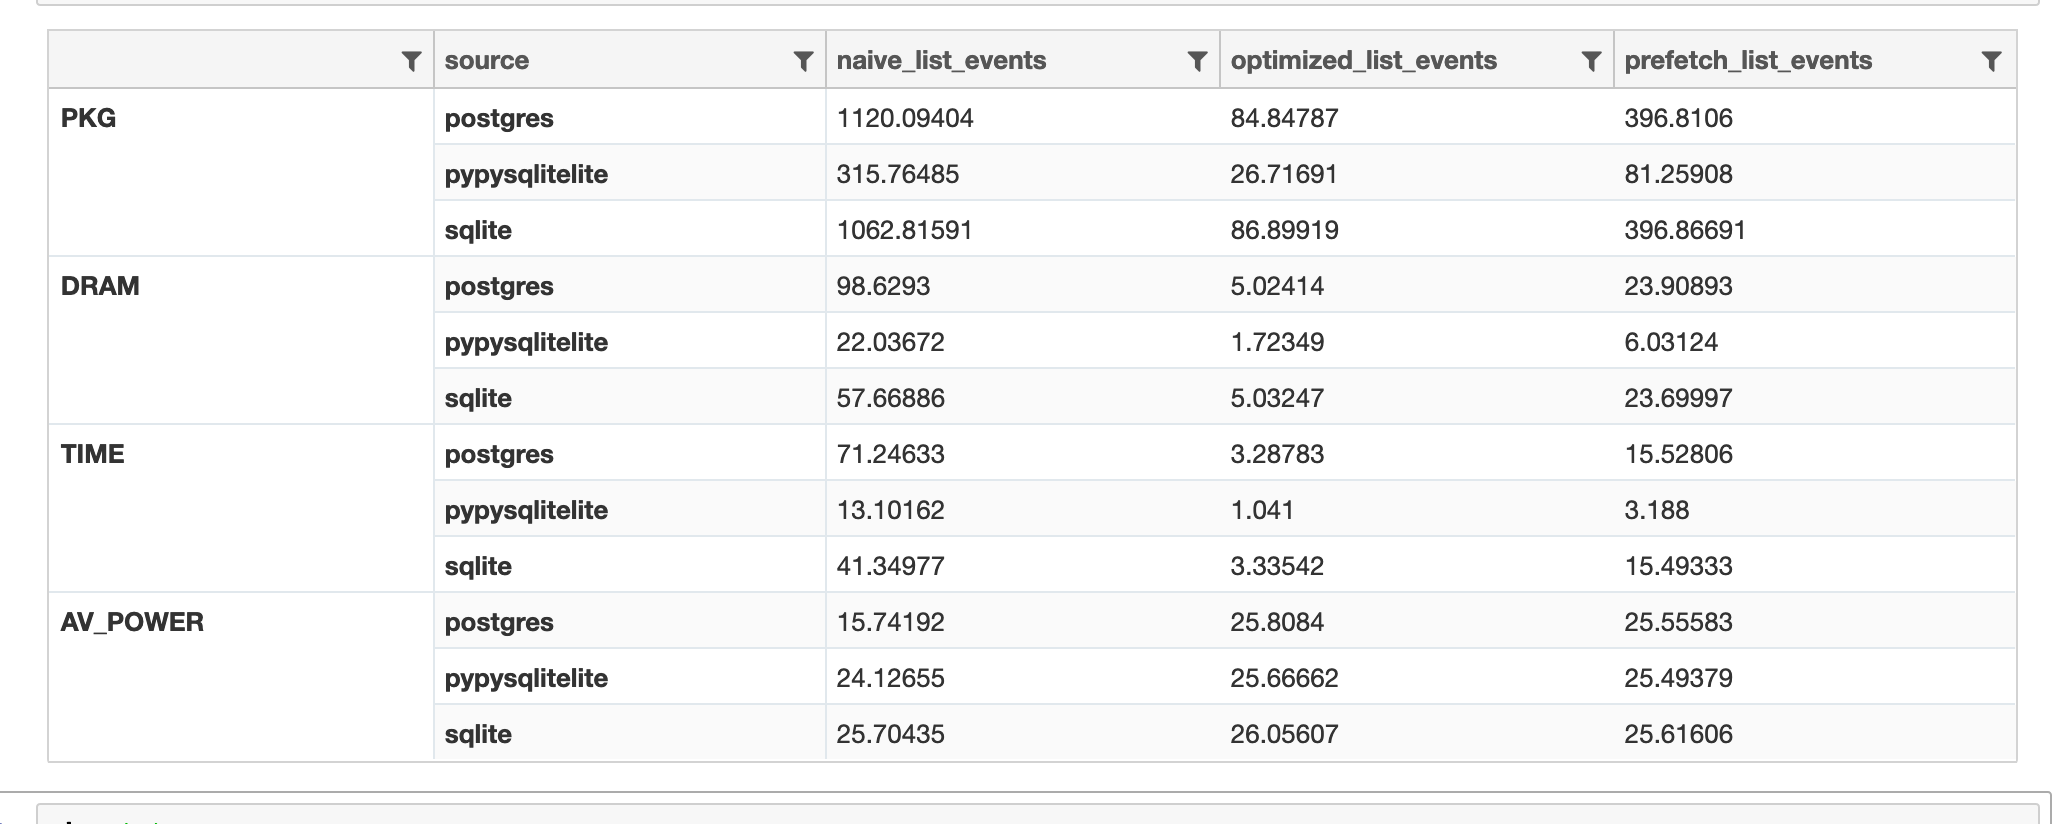 source naive_list_events optimized_list_events prefetch_list_events
PKG postgres 1120.09404 84.84787 396.8106
pypysqlitelite 315.76485 26.71691 81.25908
sqlite 1062.81591 86.89919 396.86691
DRAM postgres 98.6293 5.02414 23.90893
pypysqlitelite 22.03672 1.72349 6.03124
sqlite 57.66886 5.03247 23.69997
TIME postgres 71.24633 3.28783 15.52806
pypysqlitelite 13.10162 1.041 3.188
sqlite 41.34977 3.33542 15.49333
AV_POWER postgres 15.74192 25.8084 25.55583
pypysqlitelite 24.12655 25.66662 25.49379
sqlite 25.70435 26.05607 25.61606